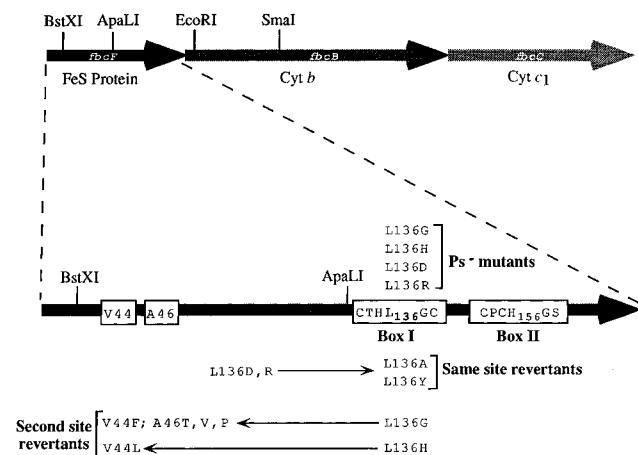 BstXI ApaLI EcoRI SmaI
fbcF fbcB fbcC
FeS Protein Cyt b Cyt c1
L136G
L136H
L136D
L136R
Ps - mutants
BstXI ApaLI
V44 A46 CTHL136GC CPCH156GS
Box I Box II
L136D,R L136A
L136Y
Same site revertants
Second site revertants
V44F; A46T,V,P L136G
V44L L136H